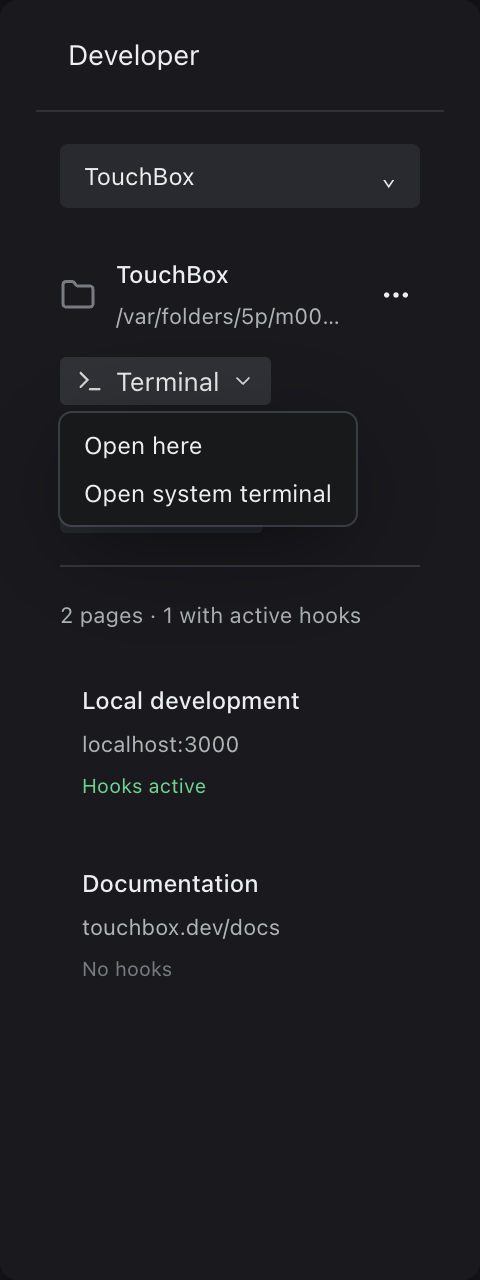 Developer
TouchBox
TouchBox
/var/folders/5p/m00...
Terminal
Open here
Open system terminal
2 pages · 1 with active hooks
Local development
localhost:3000
Hooks active
Documentation
touchbox.dev/docs
No hooks